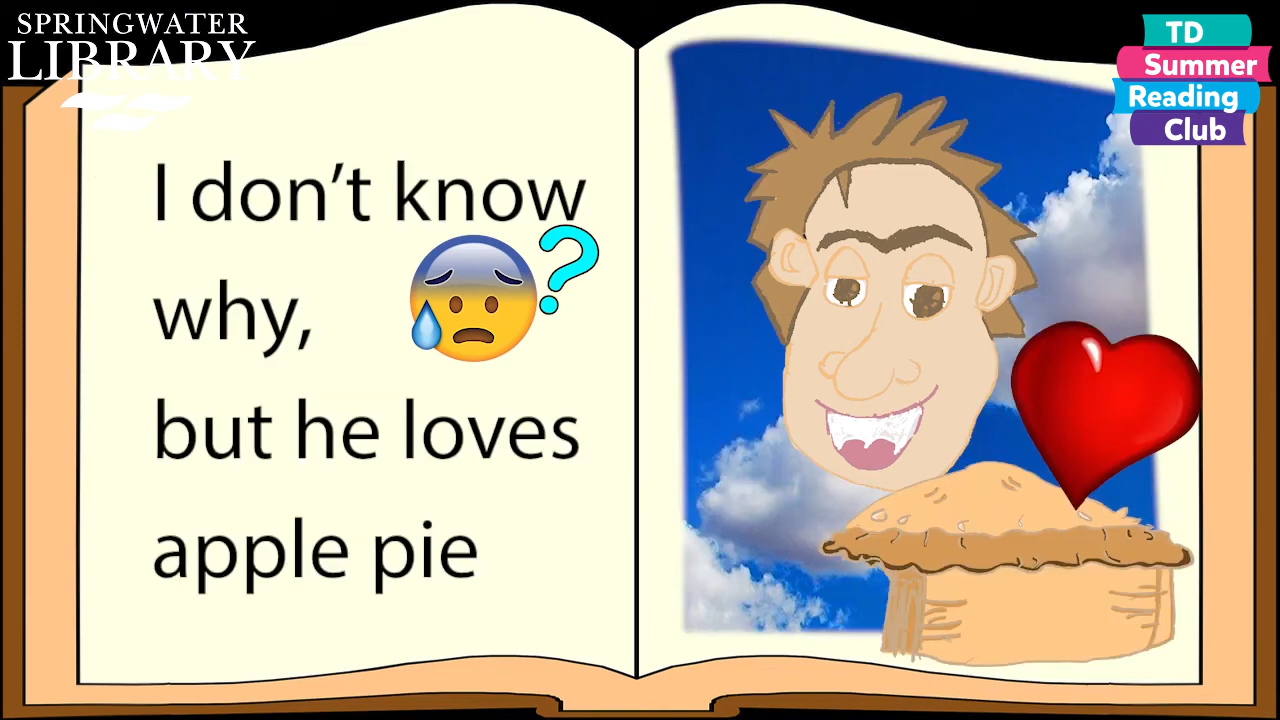 SPRINGWATER
LIBRARY
TD
Summer
Reading
Club
I don’t know
why,
?
but he loves
apple pie